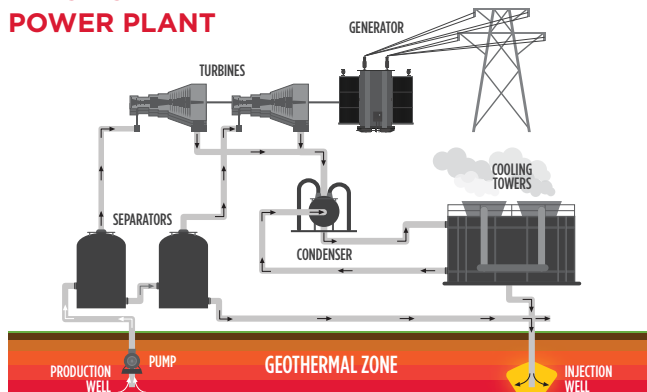 POWER PLANT
GENERATOR
TURBINES
COOLING
TOWERS
SEPARATORS
CONDENSER
PUMP
GEOTHERMAL ZONE
PRODUCTION
WELL
INJECTION
WELL